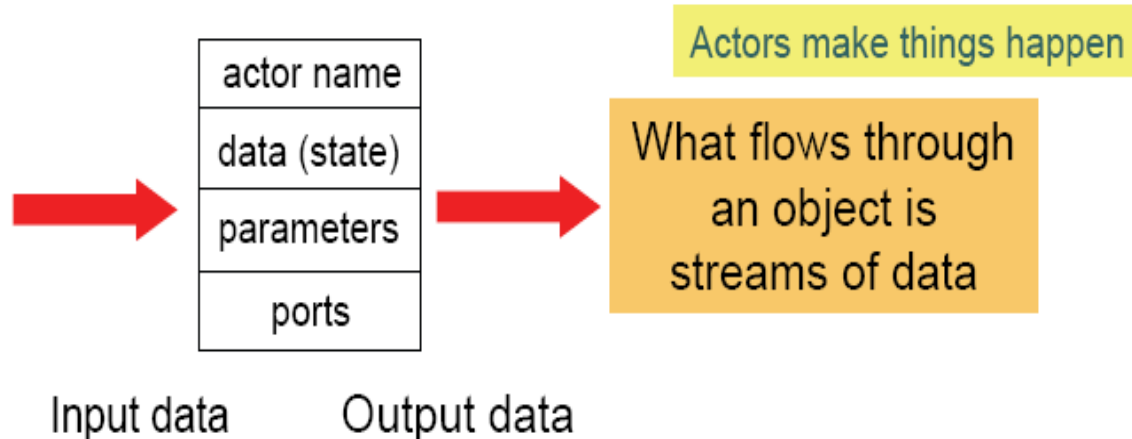 Actors make things happen
actor name
data (state)
parameters
ports
What flows through
an object is
streams of data
Input data
Output data